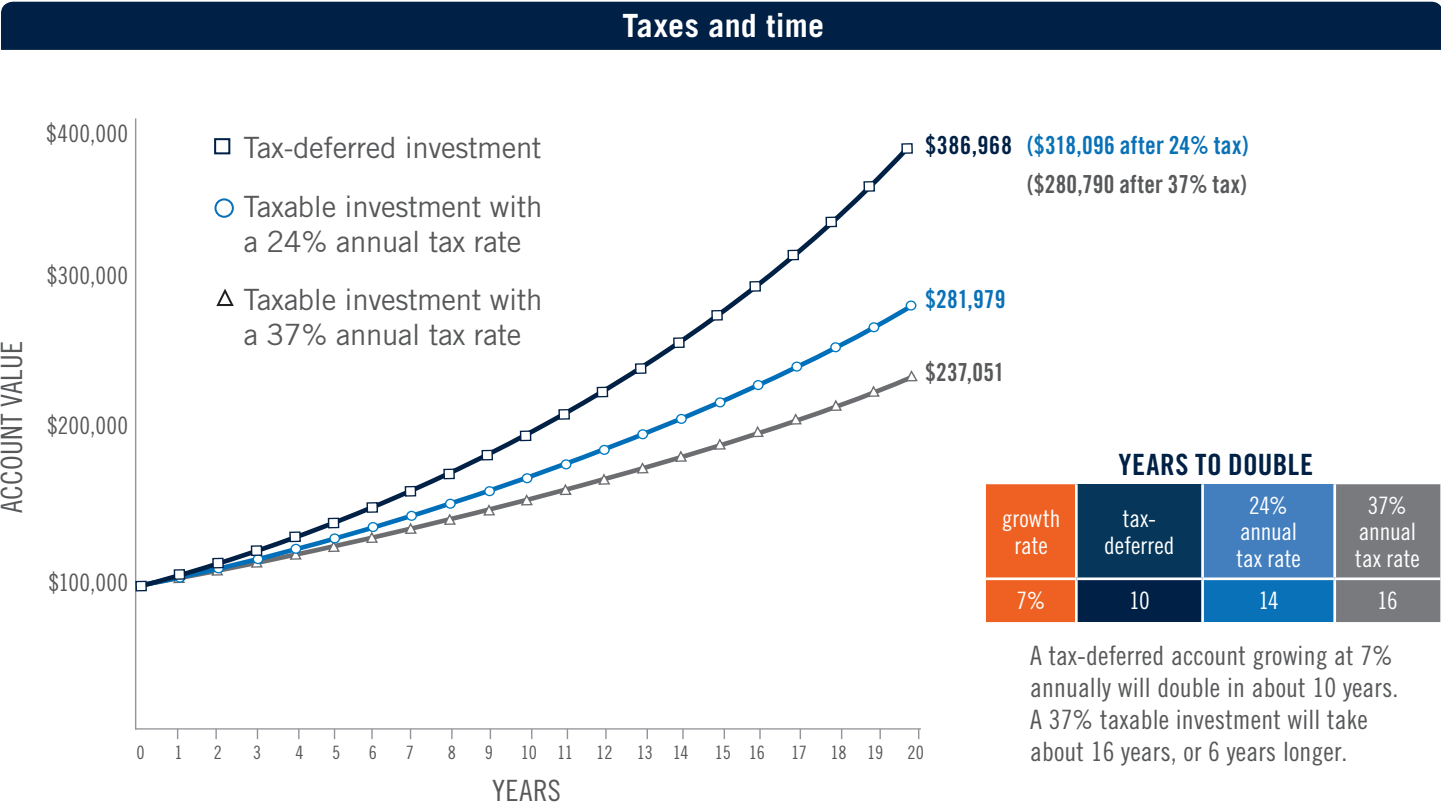 Taxes and time
$400,000
$300,000
$200,000
$100,000
ACCOUNT VALUE
Tax-deferred investment
Taxable investment with
a 24% annual tax rate
Taxable investment with
a 37% annual tax rate
$386,968 ($318,096 after 24% tax)
($280,790 after 37% tax)
$281,979
$237,051
0 1 2 3 4 5 6 7 8 9 10 11 12 13 14 15 16 17 18 19 20
YEARS
YEARS TO DOUBLE
growth
rate
tax-
deferred
24%
annual
tax rate
37%
annual
tax rate
7% 10 14 16
A tax-deferred account growing at 7%
annually will double in about 10 years.
A 37% taxable investment will take
about 16 years, or 6 years longer.